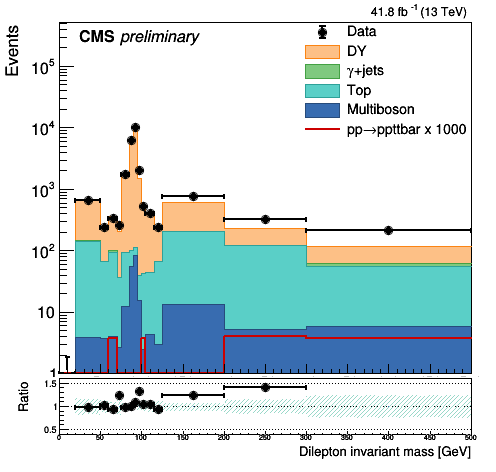 41.8 fb⁻¹ (13 TeV)
CMS preliminary
Events
Data
DY
γ+jets
Top
Multiboson
pp→ppttbar x 1000
10⁵
10⁴
10³
10²
10
1
Ratio
1.5
1
0.5
0 50 100 150 200 250 300 350 400 450 500
Dilepton invariant mass [GeV]